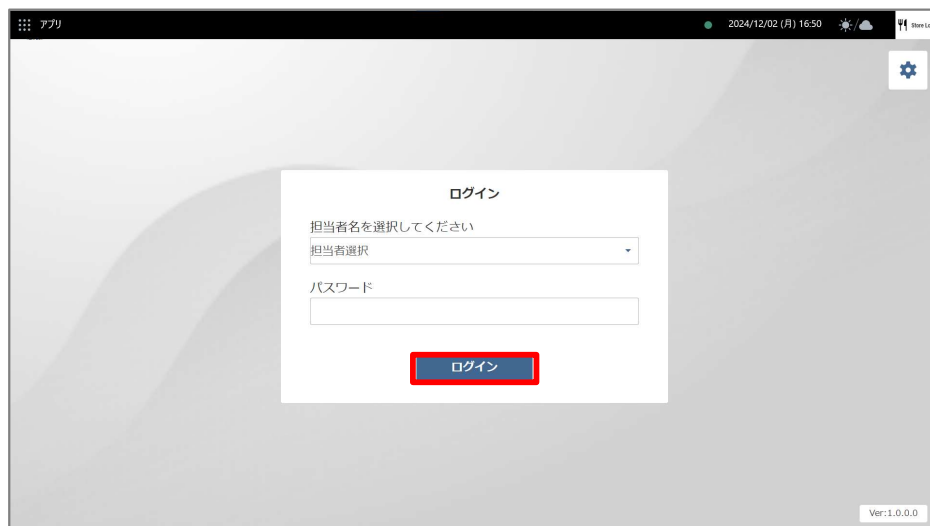 アプリ
2024/12/02 (月) 16:50
Store Lo
ログイン
担当者名を選択してください
担当者選択
パスワード
ログイン
Ver:1.0.0.0